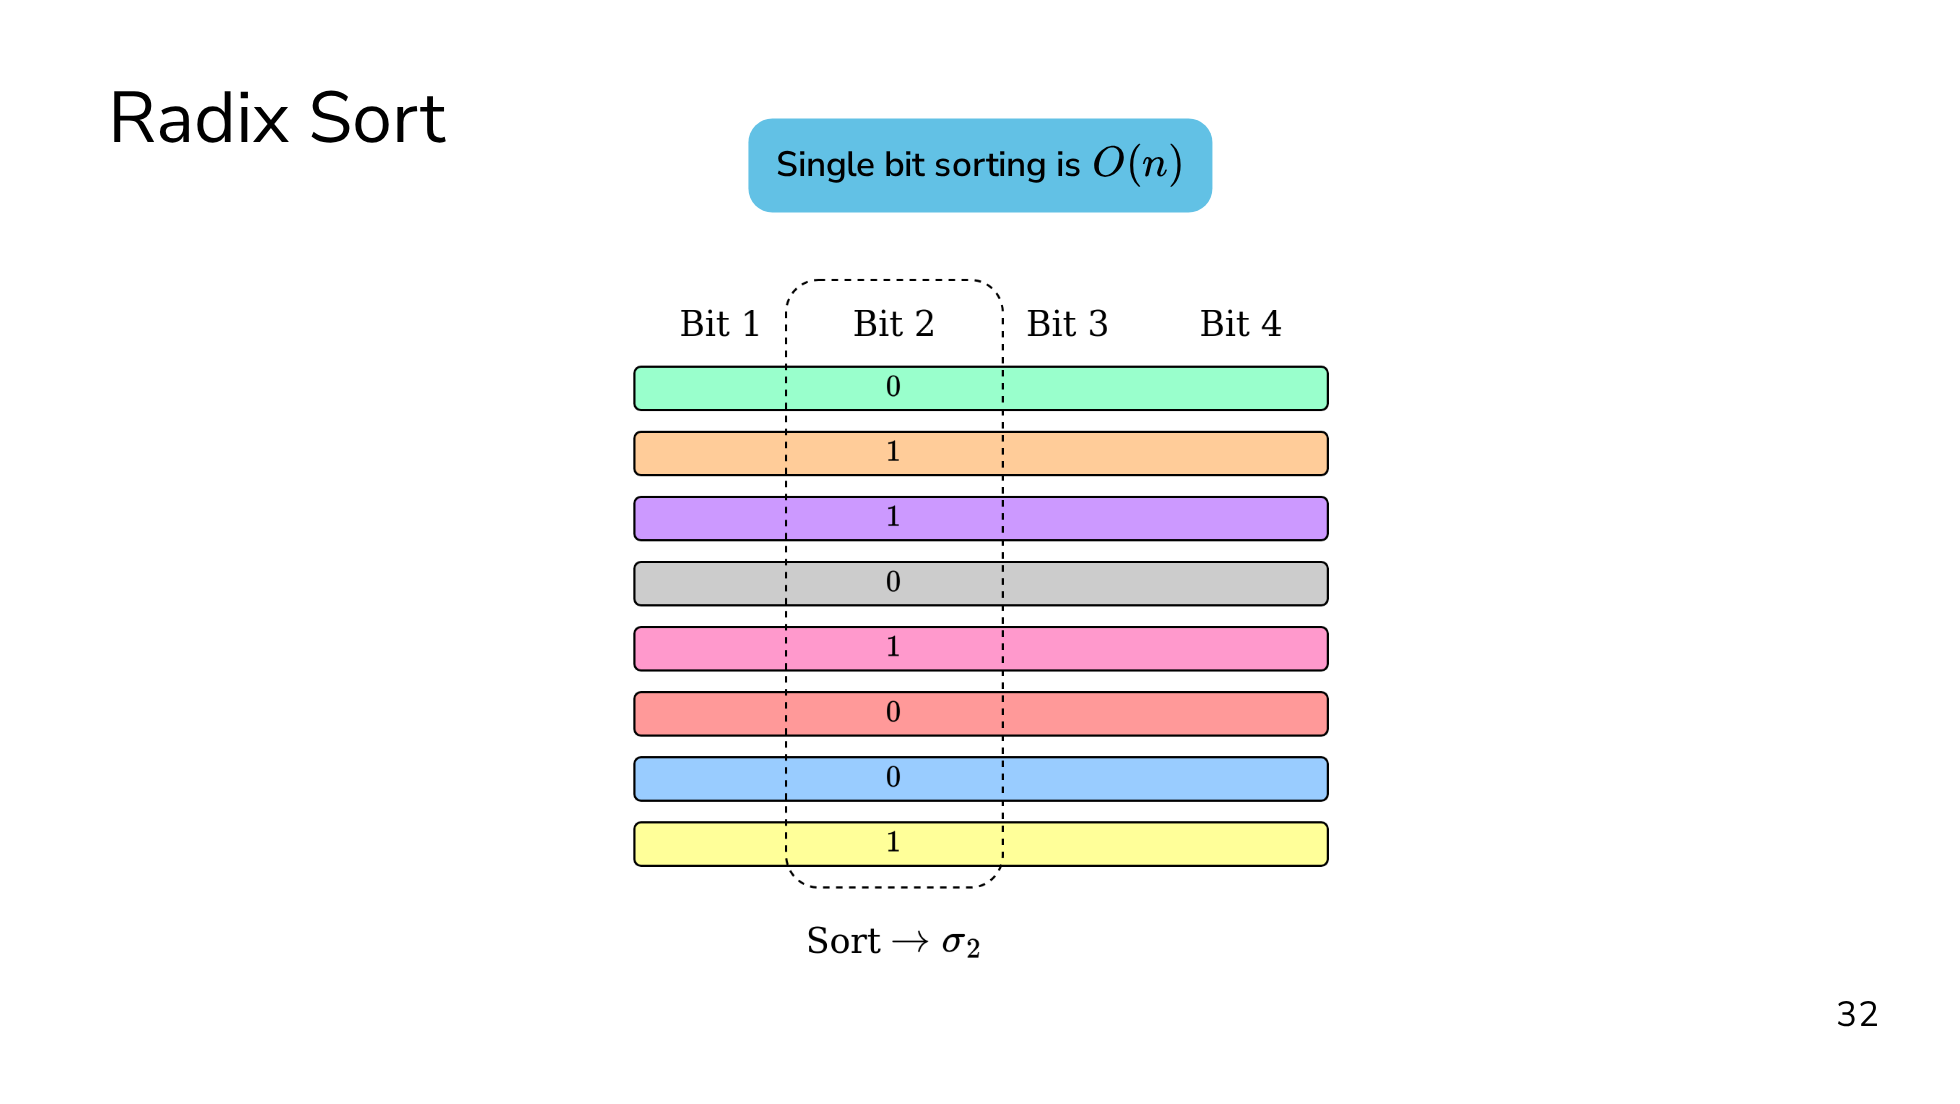 Radix Sort
Single bit sorting is O(n)
Bit 1 Bit 2 Bit 3 Bit 4
0
1
1
0
1
0
0
1
Sort → σ₂
32